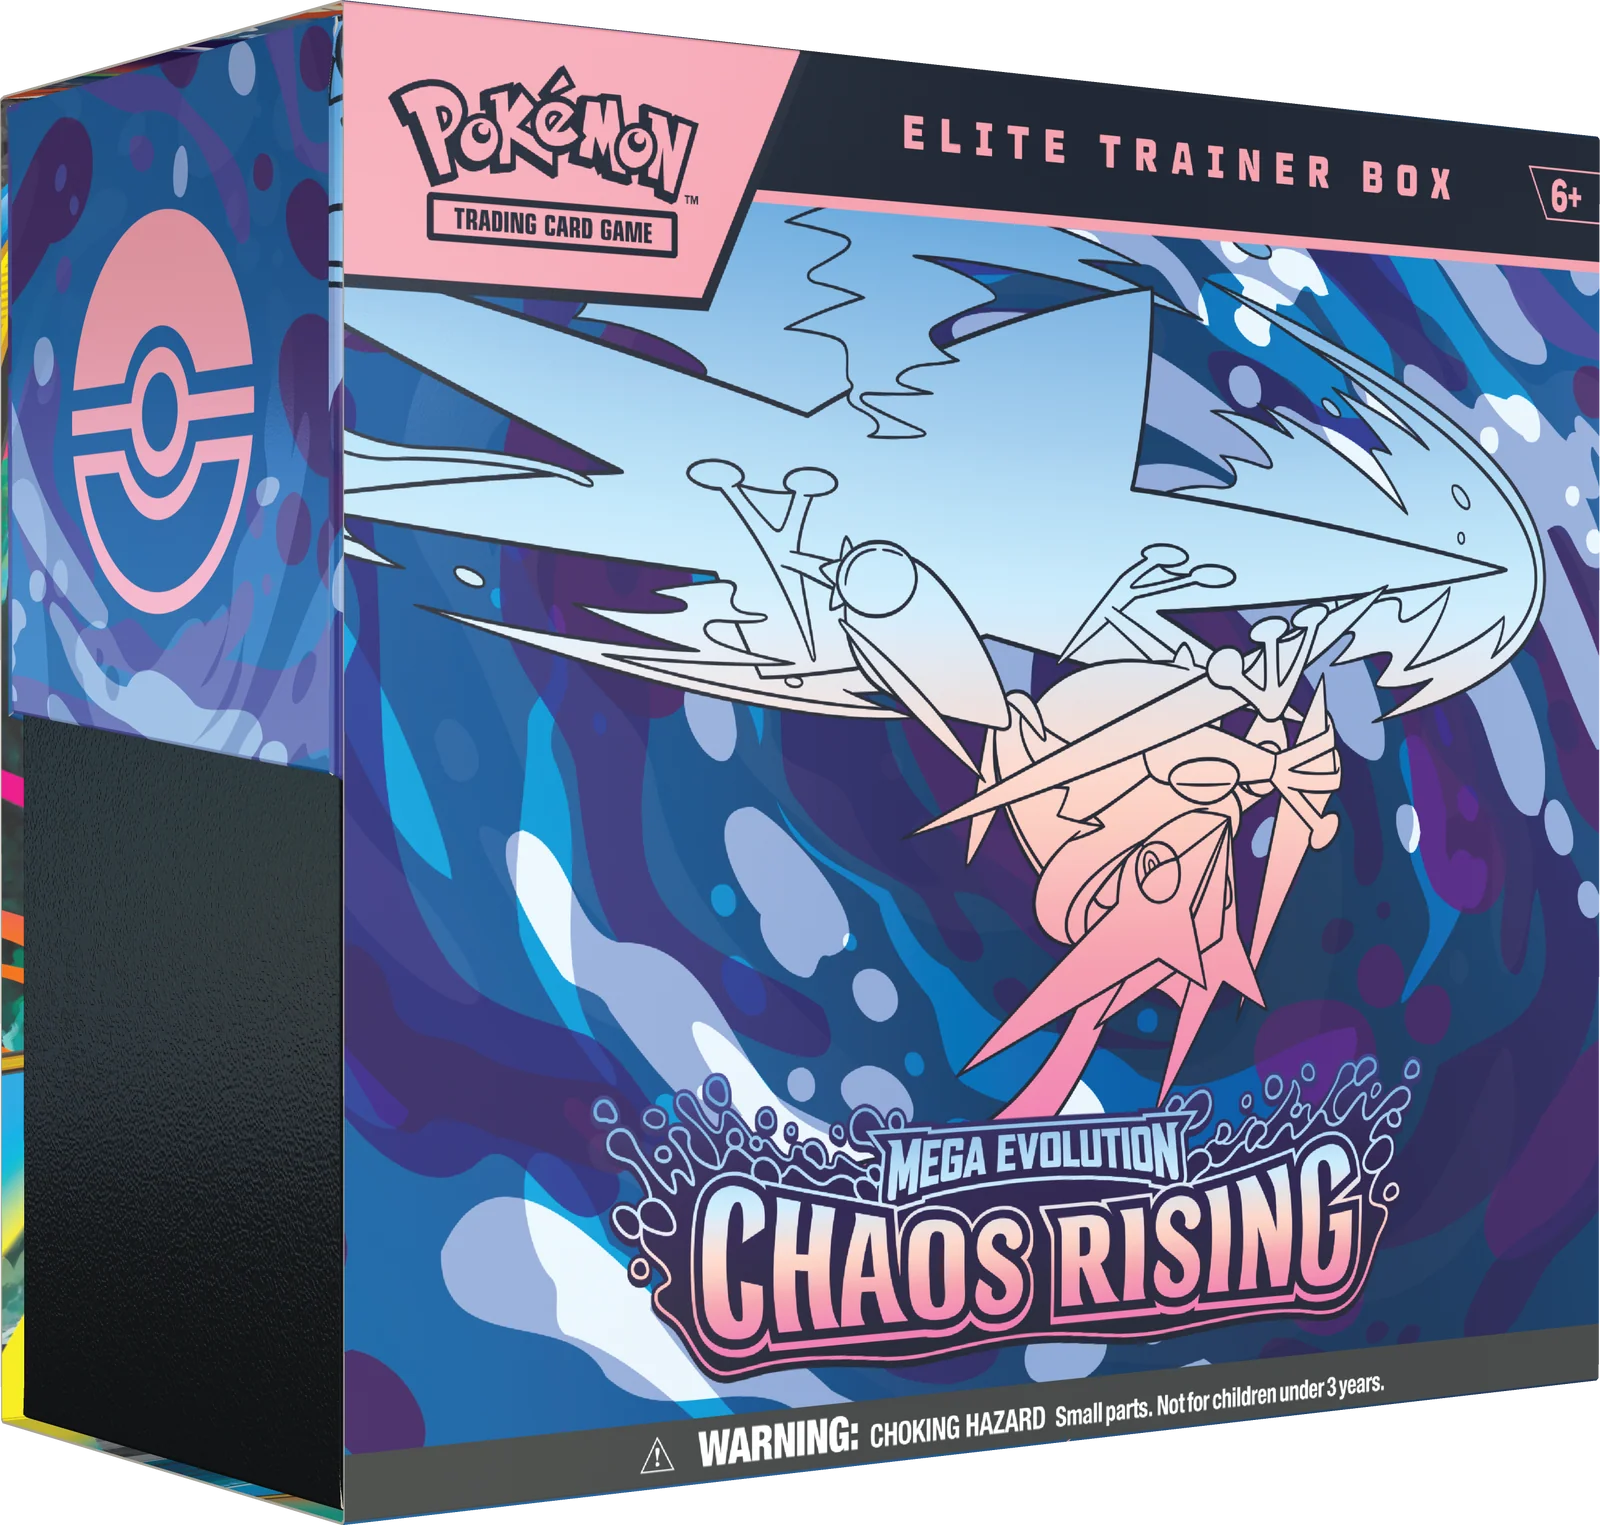 POKéMON™
TRADING CARD GAME
ELITE TRAINER BOX
6+
MEGA EVOLUTION
CHAOS RISING
WARNING: CHOKING HAZARD Small parts. Not for children under 3 years.